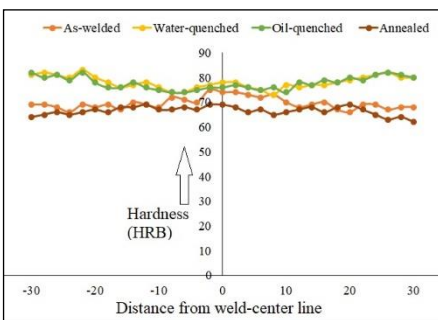 As-welded Water-quenched Oil-quenched Annealed
90
80
70
60
50
40
30
20
10
0
Hardness
(HRB)
-30 -20 -10 0 10 20 30
Distance from weld-center line